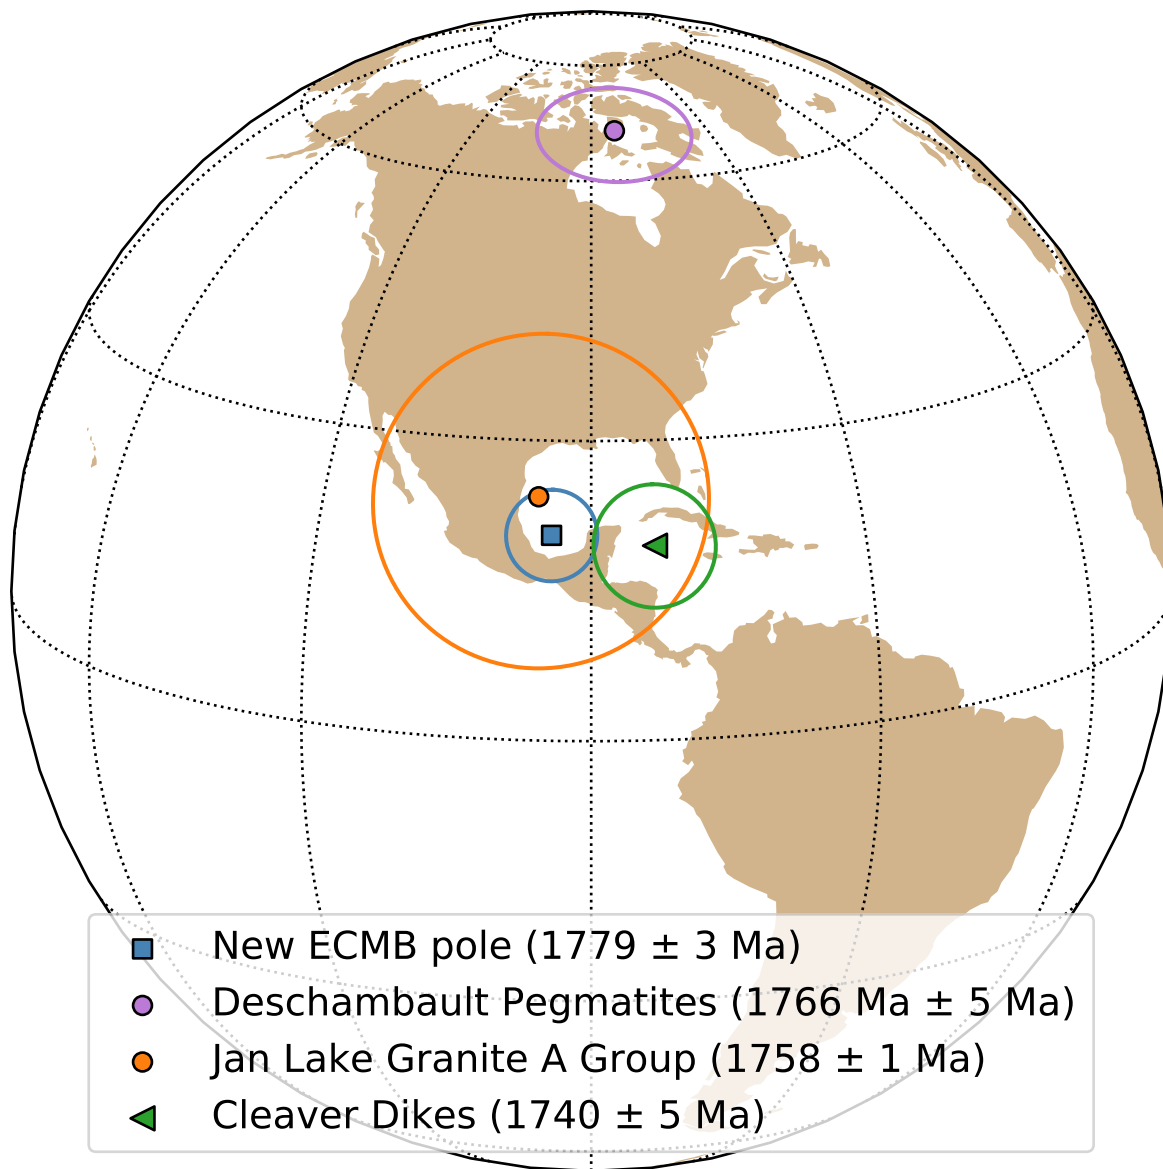 New ECMB pole (1779 ± 3 Ma)
Deschambault Pegmatites (1766 Ma ± 5 Ma)
Jan Lake Granite A Group (1758 ± 1 Ma)
Cleaver Dikes (1740 ± 5 Ma)